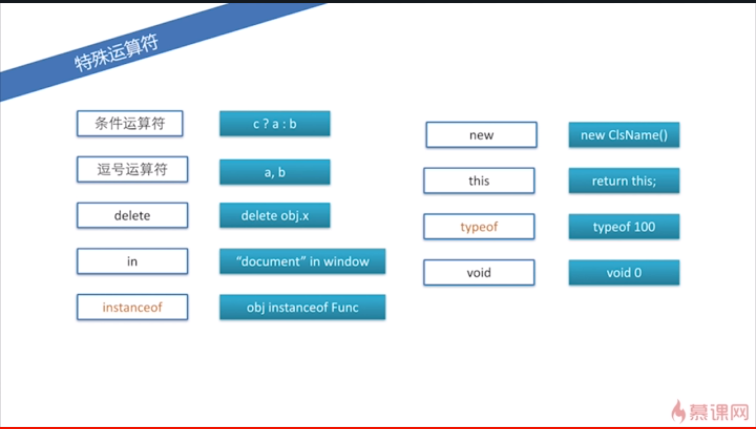 特殊运算符
条件运算符 c ? a : b
逗号运算符 a, b
delete delete obj.x
in “document” in window
instanceof obj instanceof Func
new new ClsName()
this return this;
typeof typeof 100
void void 0
慕课网